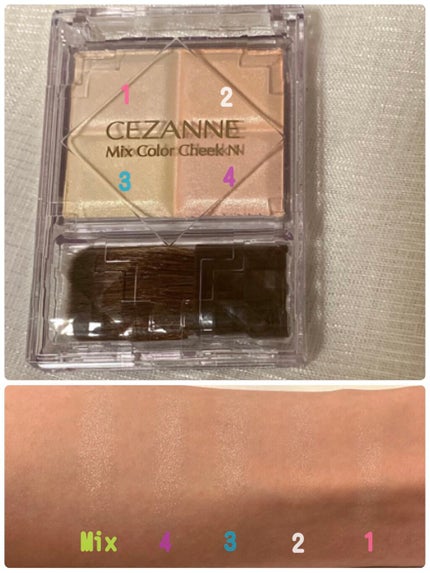 1 2
CEZANNE
Mix Color Cheek N
3 4
Mix 4 3 2 1